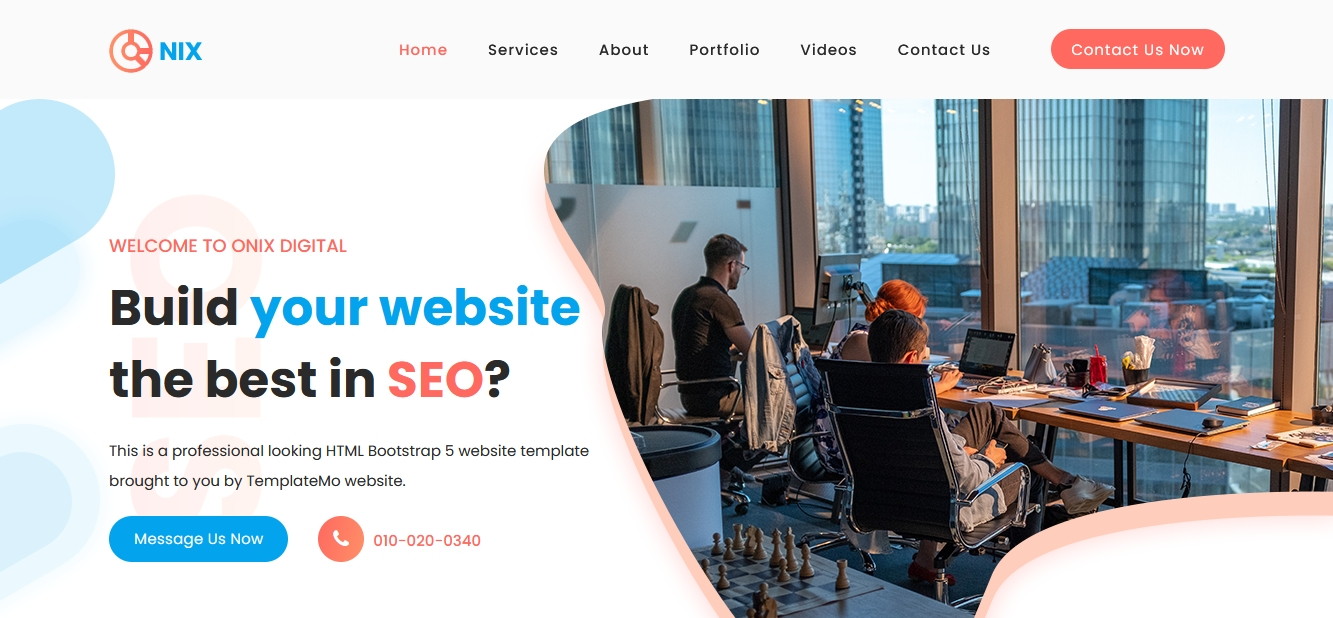 NIX
Home Services About Portfolio Videos Contact Us Contact Us Now
SEO
WELCOME TO ONIX DIGITAL
Build your website
the best in SEO?
This is a professional looking HTML Bootstrap 5 website template
brought to you by TemplateMo website.
Message Us Now 010-020-0340